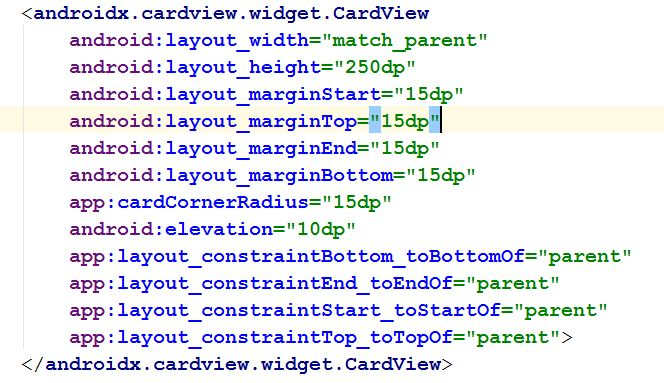 <androidx.cardview.widget.CardView
    android:layout_width="match_parent"
    android:layout_height="250dp"
    android:layout_marginStart="15dp"
    android:layout_marginTop="15dp"
    android:layout_marginEnd="15dp"
    android:layout_marginBottom="15dp"
    app:cardCornerRadius="15dp"
    android:elevation="10dp"
    app:layout_constraintBottom_toBottomOf="parent"
    app:layout_constraintEnd_toEndOf="parent"
    app:layout_constraintStart_toStartOf="parent"
    app:layout_constraintTop_toTopOf="parent">
</androidx.cardview.widget.CardView>